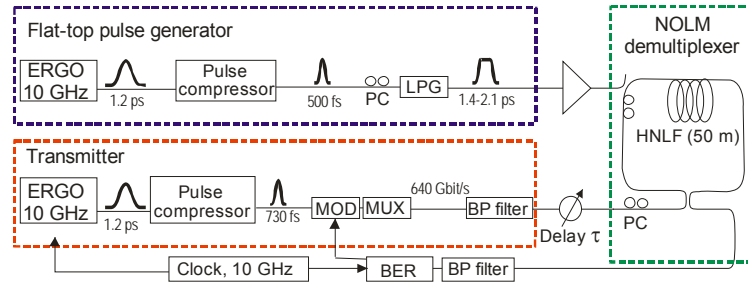 Flat-top pulse generator
NOLM
demultiplexer
ERGO
10 GHz
1.2 ps
Pulse
compressor
500 fs
PC
LPG
1.4-2.1 ps
HNLF (50 m)
Transmitter
ERGO
10 GHz
1.2 ps
Pulse
compressor
730 fs
MOD
MUX
640 Gbit/s
BP filter
Delay τ
PC
Clock, 10 GHz
BER
BP filter